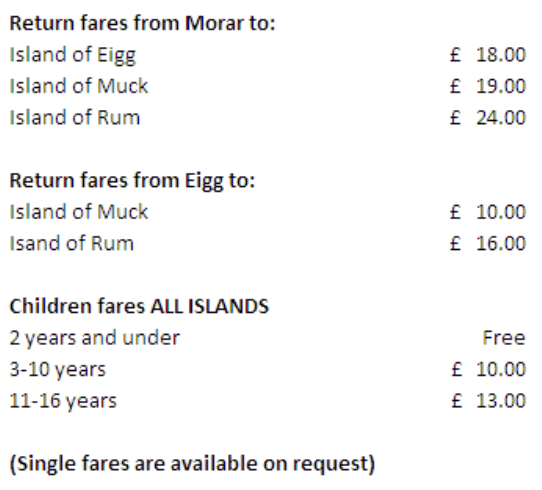 Return fares from Morar to:
Island of Eigg £ 18.00
Island of Muck £ 19.00
Island of Rum £ 24.00
Return fares from Eigg to:
Island of Muck £ 10.00
Isand of Rum £ 16.00
Children fares ALL ISLANDS
2 years and under Free
3-10 years £ 10.00
11-16 years £ 13.00
(Single fares are available on request)